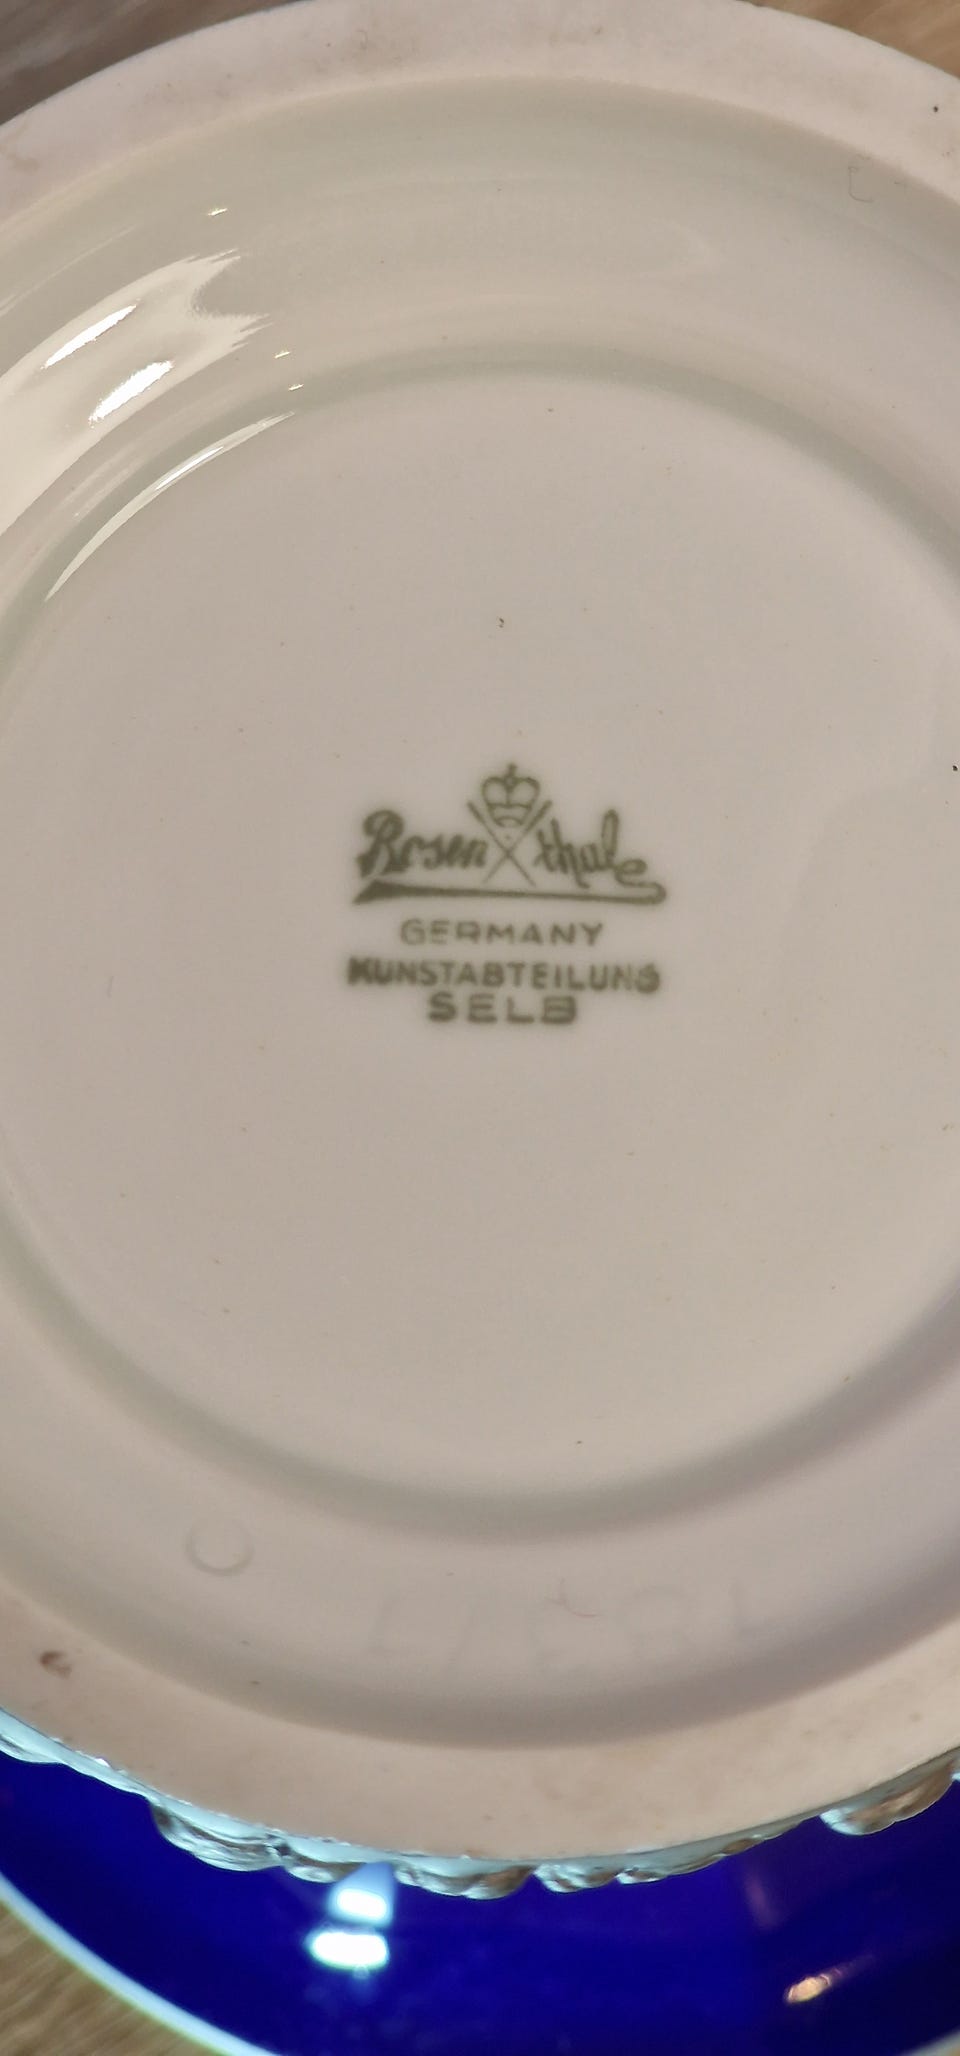 Rosenthal
GERMANY
KUNSTABTEILUNG
SELB